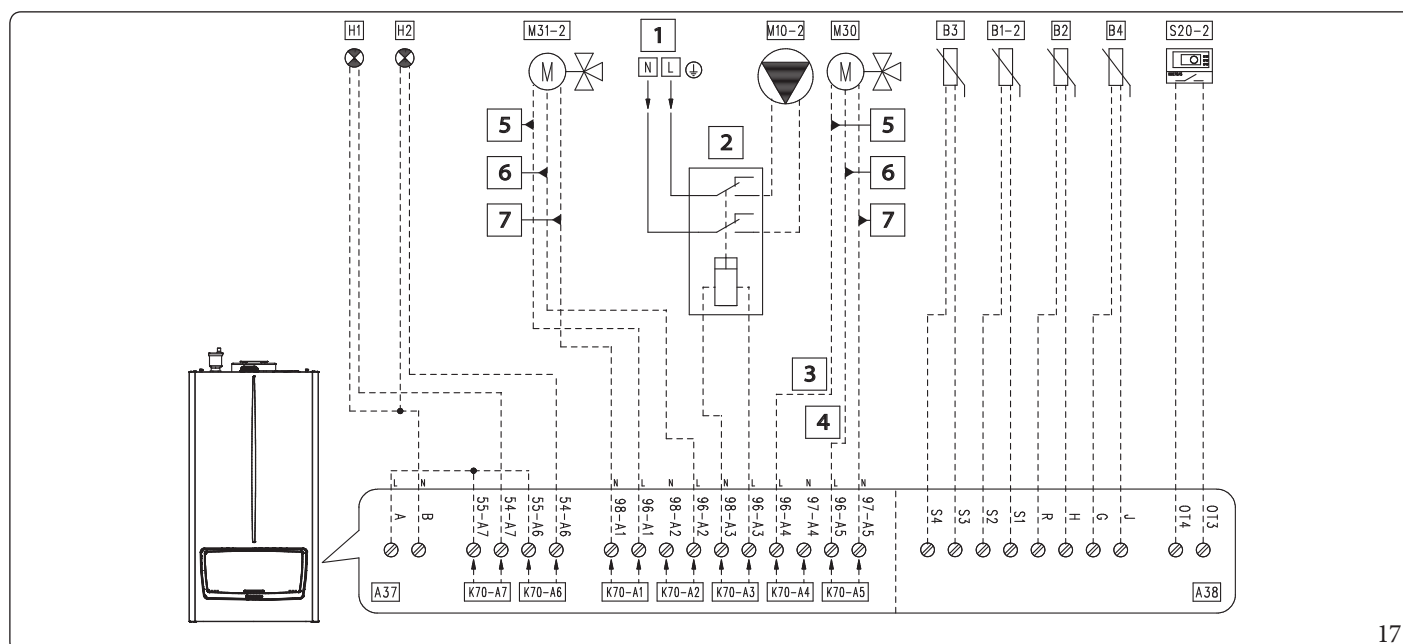 H1 H2 M31-2 1 M10-2 M30 B3 B1-2 B2 B4 S20-2
N L
M M
5 5
2
6 6
7 7
3
4
L N N L N L N L L N L N
A B 55-A7 54-A7 55-A6 54-A6 98-A1 96-A1 98-A2 96-A2 98-A3 96-A3 96-A4 97-A4 96-A5 97-A5 S4 S3 S2 S1 R H G J OT4 OT3
A37 K70-A7 K70-A6 K70-A1 K70-A2 K70-A3 K70-A4 K70-A5 A38
17